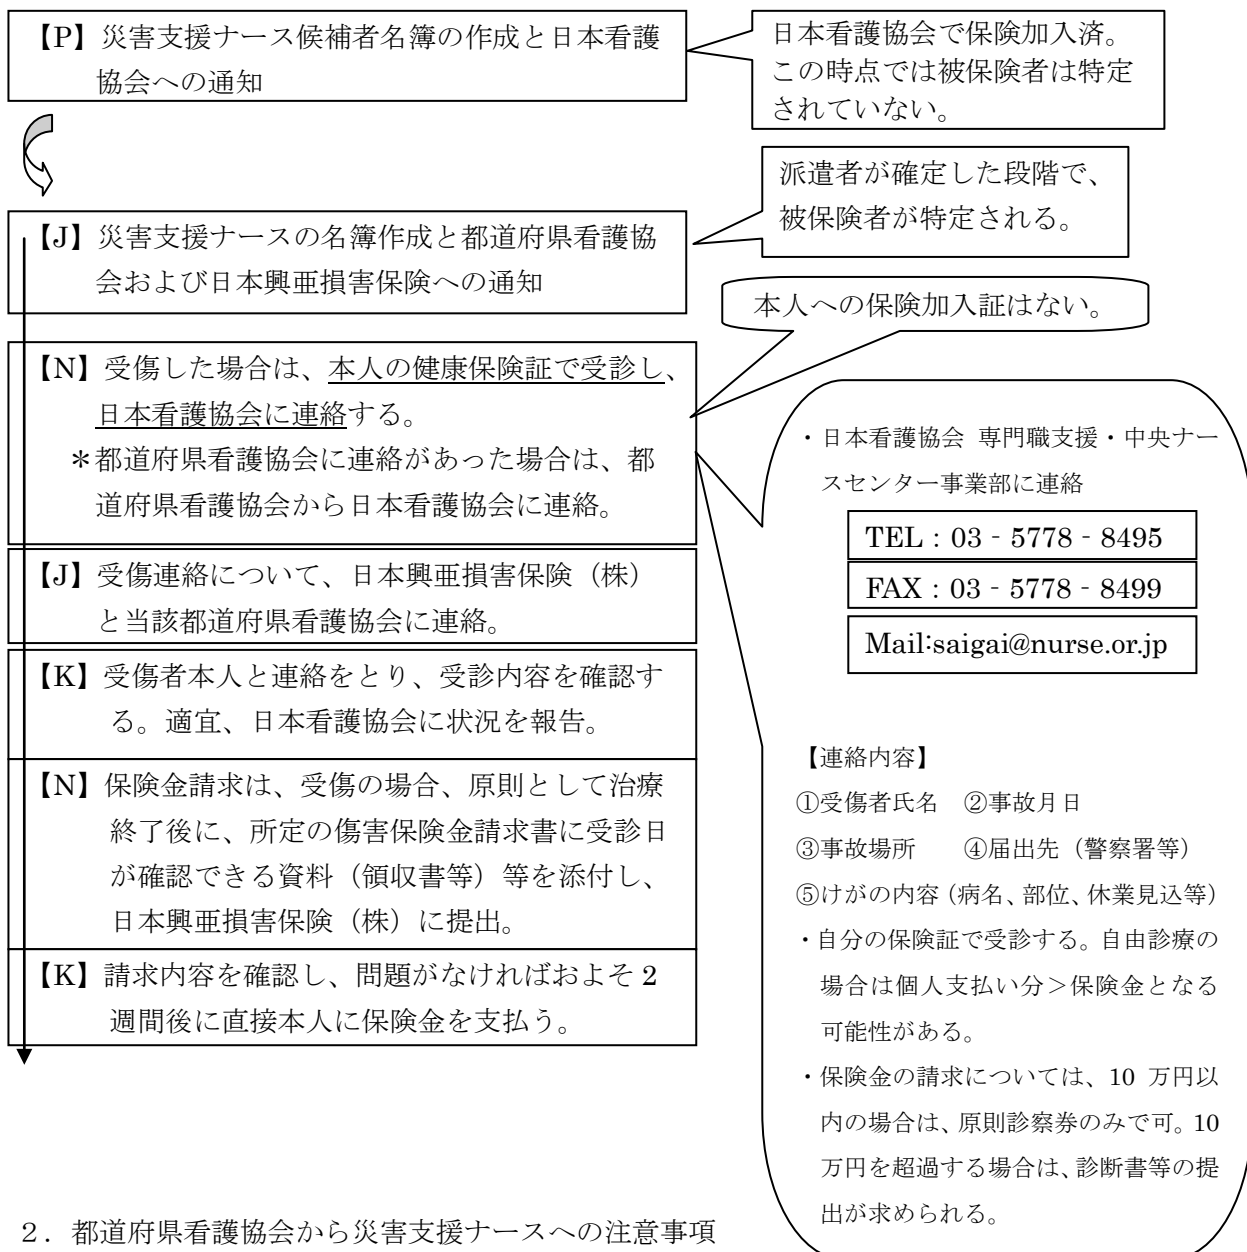 【P】災害支援ナース候補者名簿の作成と日本看護
協会への通知
日本看護協会で保険加入済。
この時点では被保険者は特定
されていない。
派遣者が確定した段階で、
被保険者が特定される。
【J】災害支援ナースの名簿作成と都道府県看護協
会および日本興亜損害保険への通知
本人への保険加入証はない。
【N】受傷した場合は、本人の健康保険証で受診し、
日本看護協会に連絡する。
＊都道府県看護協会に連絡があった場合は、都
道府県看護協会から日本看護協会に連絡。
【J】受傷連絡について、日本興亜損害保険（株）
と当該都道府県看護協会に連絡。
【K】受傷者本人と連絡をとり、受診内容を確認す
る。適宜、日本看護協会に状況を報告。
【N】保険金請求は、受傷の場合、原則として治療
終了後に、所定の傷害保険金請求書に受診日
が確認できる資料（領収書等）等を添付し、
日本興亜損害保険（株）に提出。
【K】請求内容を確認し、問題がなければおよそ2
週間後に直接本人に保険金を支払う。
・日本看護協会 専門職支援・中央ナー
スセンター事業部に連絡
TEL：03‐5778‐8495
FAX：03‐5778‐8499
Mail:saigai@nurse.or.jp
【連絡内容】
①受傷者氏名　②事故月日
③事故場所　　④届出先（警察署等）
⑤けがの内容（病名、部位、休業見込等）
・自分の保険証で受診する。自由診療の
場合は個人支払い分＞保険金となる
可能性がある。
・保険金の請求については、10 万円以
内の場合は、原則診察券のみで可。10
万円を超過する場合は、診断書等の提
出が求められる。
２．都道府県看護協会から災害支援ナースへの注意事項